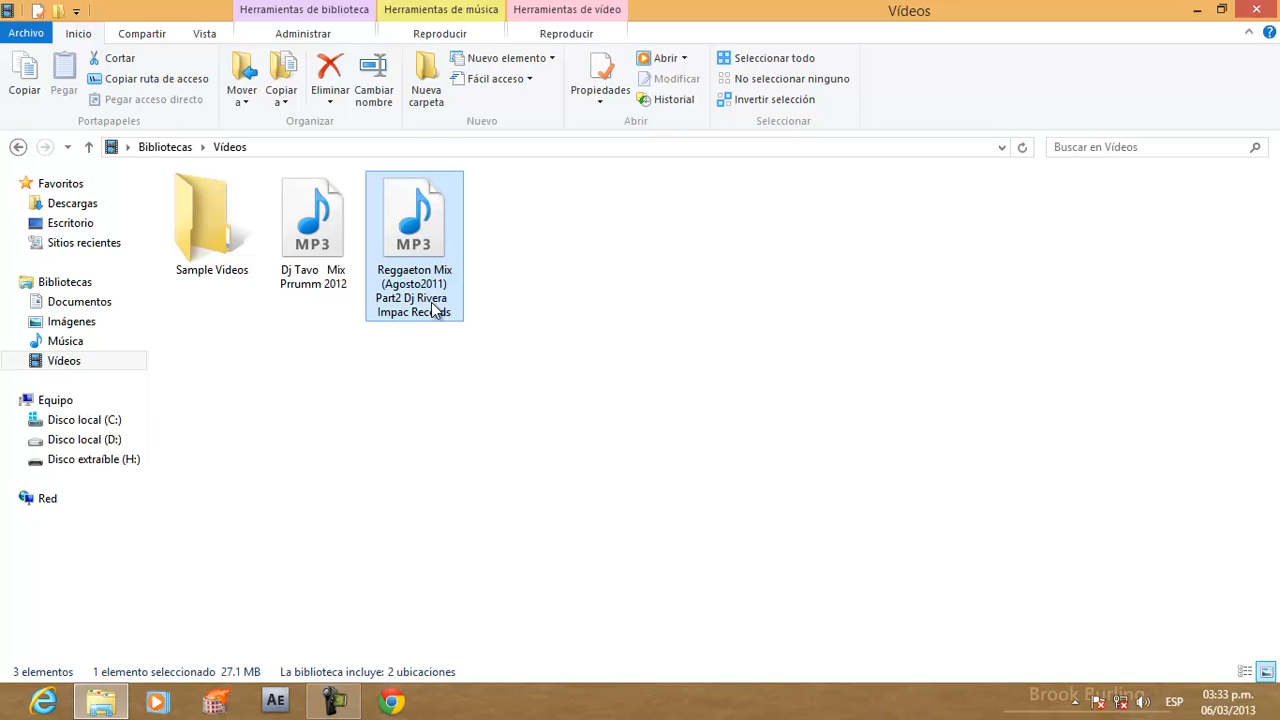 Herramientas de biblioteca Herramientas de música Herramientas de vídeo Vídeos
Archivo Inicio Compartir Vista Administrar Reproducir Reproducir
Copiar
Pegar
Cortar
Copiar ruta de acceso
Pegar acceso directo
Portapapeles
Mover a
Copiar a
Eliminar
Cambiar nombre
Organizar
Nueva carpeta
Nuevo elemento
Fácil acceso
Nuevo
Propiedades
Abrir
Modificar
Historial
Abrir
Seleccionar todo
No seleccionar ninguno
Invertir selección
Seleccionar
Bibliotecas Vídeos
Buscar en Vídeos
Favoritos
Descargas
Escritorio
Sitios recientes
Bibliotecas
Documentos
Imágenes
Música
Vídeos
Equipo
Disco local (C:)
Disco local (D:)
Disco extraíble (H:)
Red
Sample Videos
MP3
Dj Tavo Mix
Prrumm 2012
MP3
Reggaeton Mix
(Agosto2011)
Part2 Dj Rivera
Impac Records
3 elementos 1 elemento seleccionado 27.1 MB La biblioteca incluye: 2 ubicaciones
AE
Brook Purling
ESP
03:33 p.m.
06/03/2013